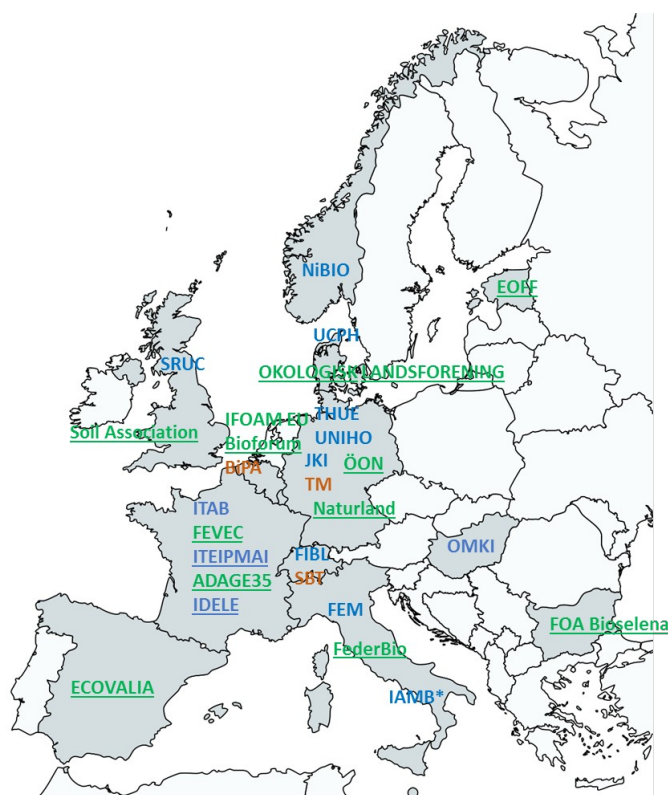 NiBIO
EOFF
UCPH
SRUC
OKOLOGISK LANDSFORENING
Soil Association
IFOAM EU
Bioforum
BiPA
THUE
UNIHO
JKI
ÖON
TM
Naturland
ITAB
FEVEC
ITEIPMAI
ADAGE35
IDELE
FIBL
SBT
OMKI
FEM
FOA Bioselena
FederBio
ECOVALIA
IAMB*